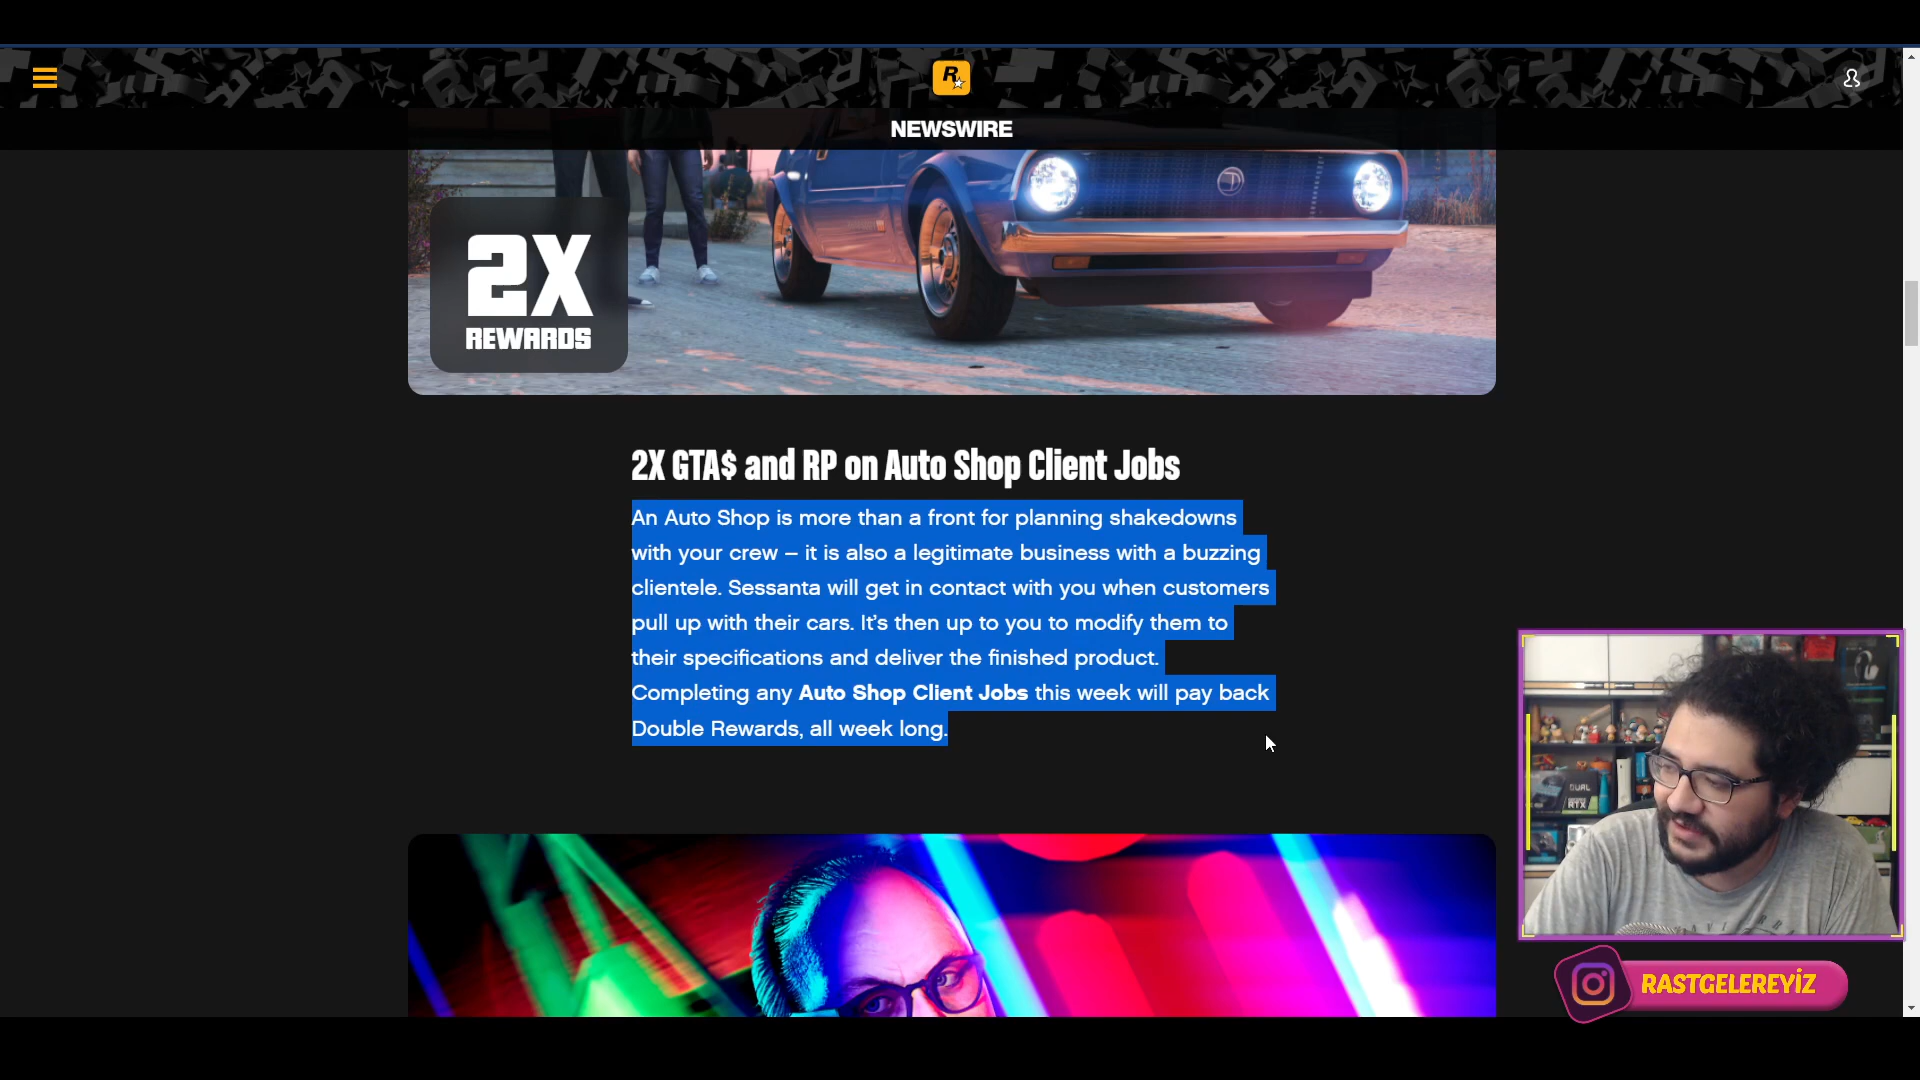 NEWSWIRE
2X
REWARDS
2X GTA$ and RP on Auto Shop Client Jobs
An Auto Shop is more than a front for planning shakedowns
with your crew – it is also a legitimate business with a buzzing
clientele. Sessanta will get in contact with you when customers
pull up with their cars. It's then up to you to modify them to
their specifications and deliver the finished product.
Completing any Auto Shop Client Jobs this week will pay back
Double Rewards, all week long.
DUAL
RTX
RASTGELEREYİZ